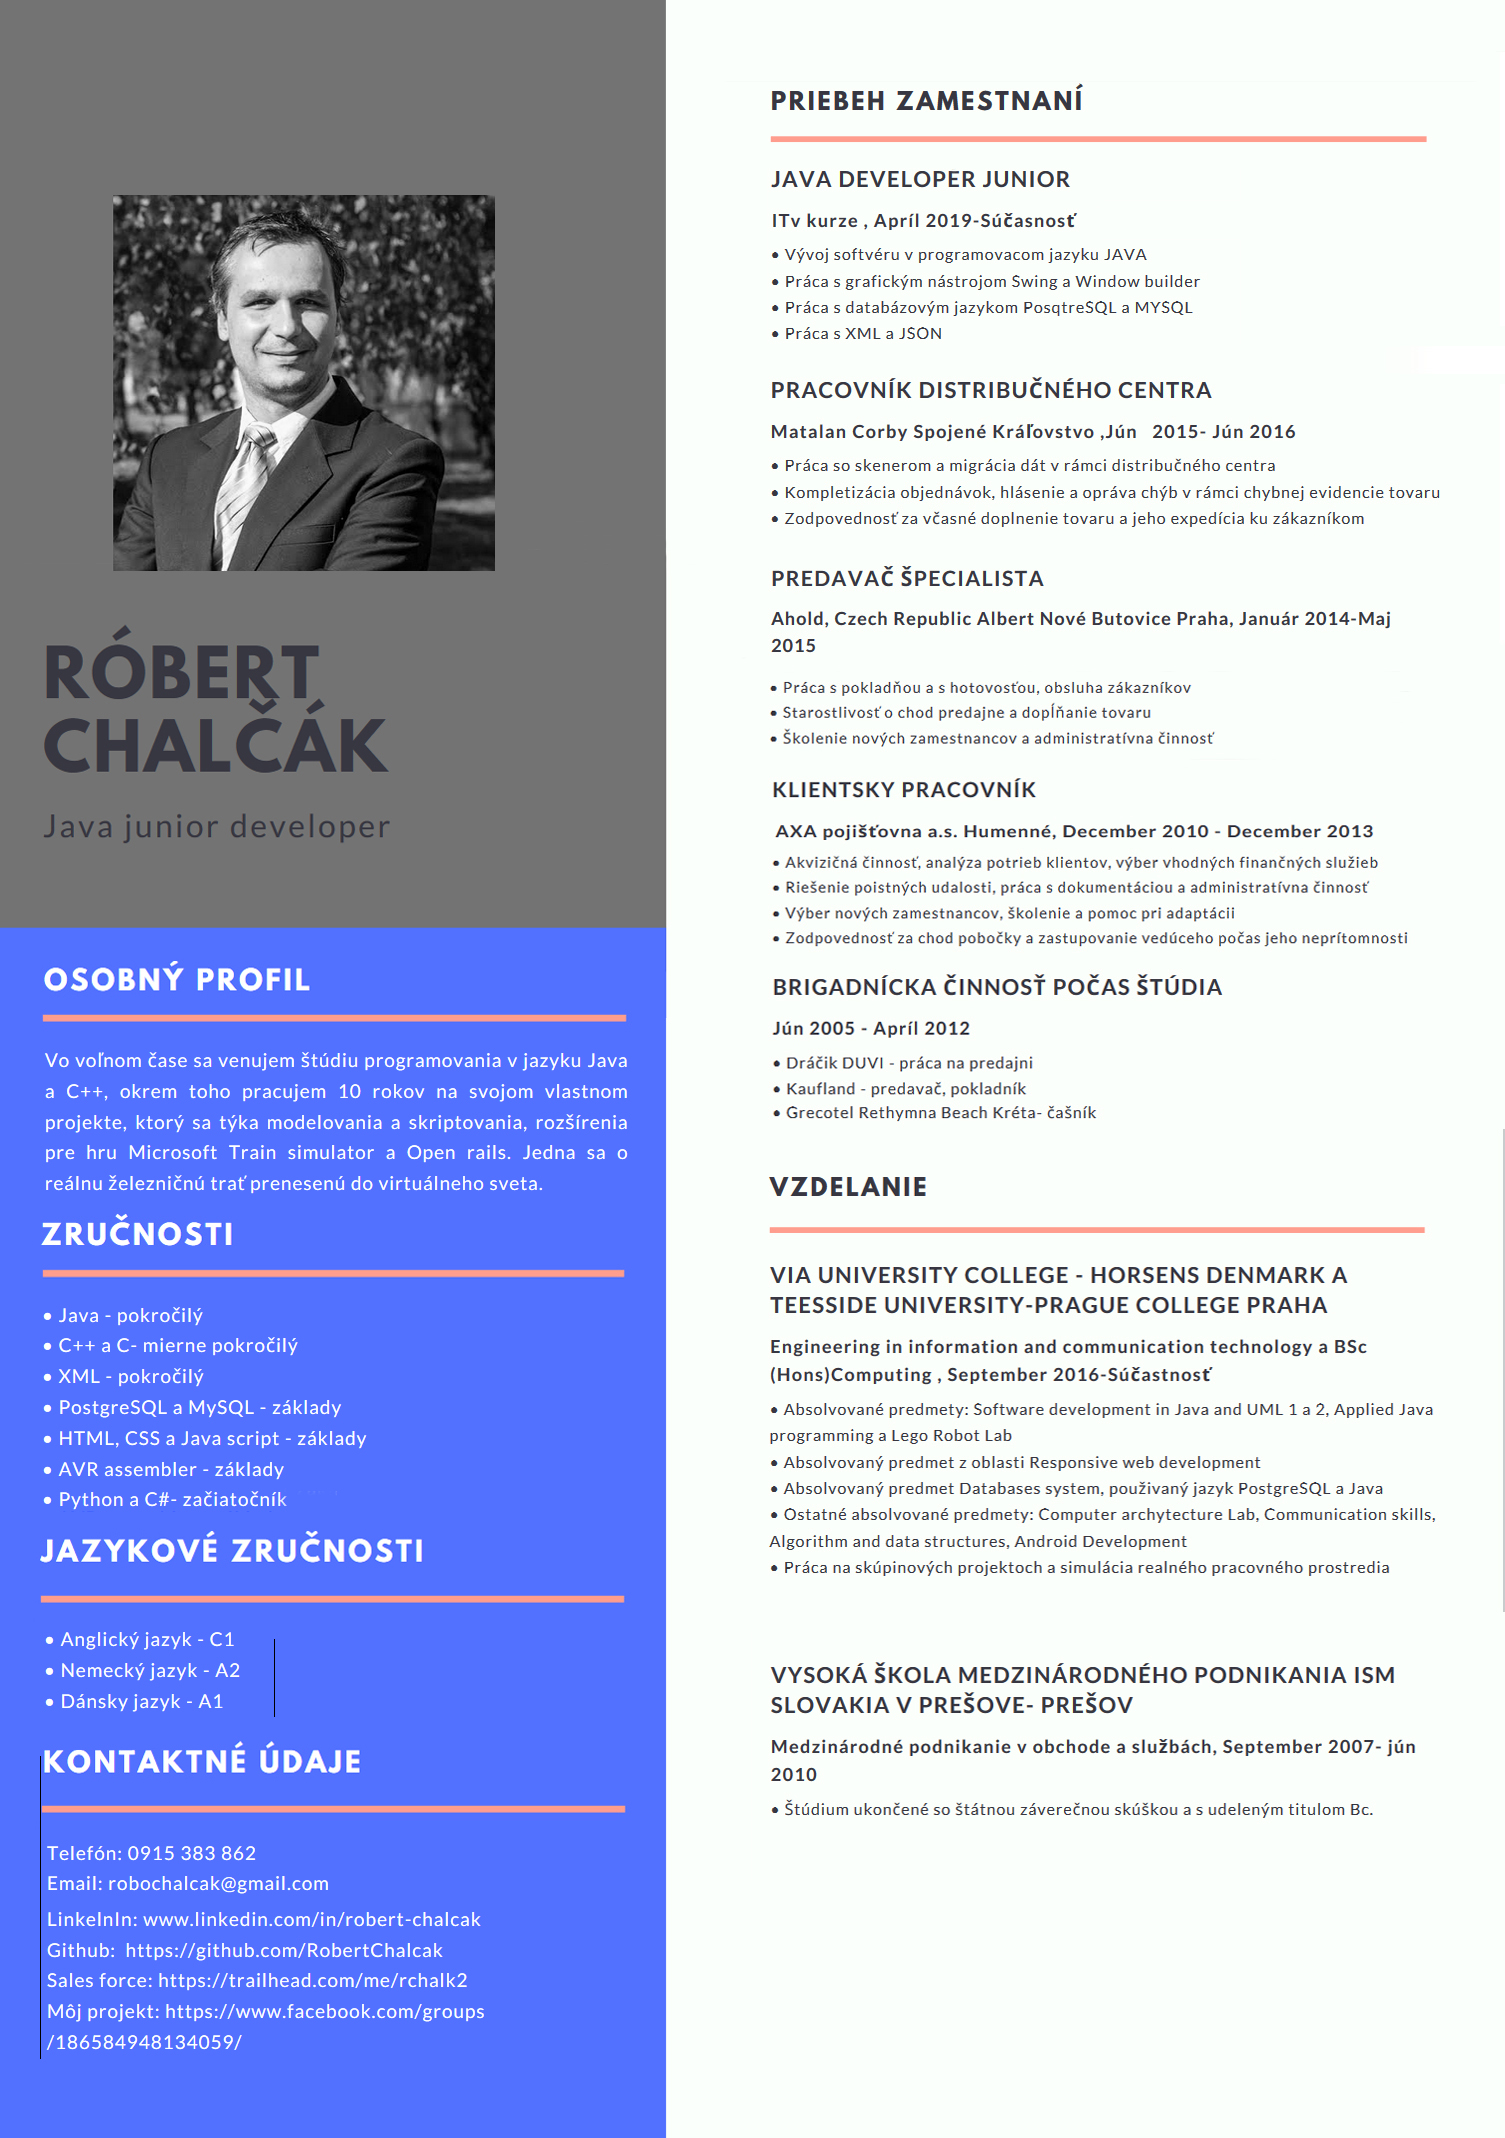 RÓBERT
CHALČÁK
Java junior developer
OSOBNÝ PROFIL
Vo voľnom čase sa venujem štúdiu programovania v jazyku Java
a C++, okrem toho pracujem 10 rokov na svojom vlastnom
projekte, ktorý sa týka modelovania a skriptovania, rozšírenia
pre hru Microsoft Train simulator a Open rails. Jedna sa o
reálnu železničnú trať prenesenú do virtuálneho sveta.
ZRUČNOSTI
• Java - pokročilý
• C++ a C- mierne pokročilý
• XML - pokročilý
• PostgreSQL a MySQL - základy
• HTML, CSS a Java script - základy
• AVR assembler - základy
• Python a C#- začiatočník
JAZYKOVÉ ZRUČNOSTI
• Anglický jazyk - C1
• Nemecký jazyk - A2
• Dánsky jazyk - A1
KONTAKTNÉ ÚDAJE
Telefón: 0915 383 862
Email: robochalcak@gmail.com
LinkeInIn: www.linkedin.com/in/robert-chalcak
Github:  https://github.com/RobertChalcak
Sales force: https://trailhead.com/me/rchalk2
Môj projekt: https://www.facebook.com/groups
/186584948134059/
PRIEBEH ZAMESTNANÍ
JAVA DEVELOPER JUNIOR
ITv kurze , Apríl 2019-Súčasnosť
• Vývoj softvéru v programovacom jazyku JAVA
• Práca s grafickým nástrojom Swing a Window builder
• Práca s databázovým jazykom PosqtreSQL a MYSQL
• Práca s XML a JSON
PRACOVNÍK DISTRIBUČNÉHO CENTRA
Matalan Corby Spojené Kráľovstvo ,Jún   2015- Jún 2016
• Práca so skenerom a migrácia dát v rámci distribučného centra
• Kompletizácia objednávok, hlásenie a opráva chýb v rámci chybnej evidencie tovaru
• Zodpovednosť za včasné doplnenie tovaru a jeho expedícia ku zákazníkom
PREDAVAČ ŠPECIALISTA
Ahold, Czech Republic Albert Nové Butovice Praha, Január 2014-Maj
2015
• Práca s pokladňou a s hotovosťou, obsluha zákazníkov
• Starostlivosť o chod predajne a dopĺňanie tovaru
• Školenie nových zamestnancov a administratívna činnosť
KLIENTSKY PRACOVNÍK
AXA pojišťovna a.s. Humenné, December 2010 - December 2013
• Akvizičná činnosť, analýza potrieb klientov, výber vhodných finančných služieb
• Riešenie poistných udalosti, práca s dokumentáciou a administratívna činnosť
• Výber nových zamestnancov, školenie a pomoc pri adaptácii
• Zodpovednosť za chod pobočky a zastupovanie vedúceho počas jeho neprítomnosti
BRIGADNÍCKA ČINNOSŤ POČAS ŠTÚDIA
Jún 2005 - Apríl 2012
• Dráčik DUVI - práca na predajni
• Kaufland - predavač, pokladník
• Grecotel Rethymna Beach Kréta- čašník
VZDELANIE
VIA UNIVERSITY COLLEGE - HORSENS DENMARK A
TEESSIDE UNIVERSITY-PRAGUE COLLEGE PRAHA
Engineering in information and communication technology a BSc
(Hons)Computing , September 2016-Súčastnosť
• Absolvované predmety: Software development in Java and UML 1 a 2, Applied Java
programming a Lego Robot Lab
• Absolvovaný predmet z oblasti Responsive web development
• Absolvovaný predmet Databases system, použivaný jazyk PostgreSQL a Java
• Ostatné absolvované predmety: Computer archytecture Lab, Communication skills,
Algorithm and data structures, Android Development
• Práca na skúpinových projektoch a simulácia realného pracovného prostredia
VYSOKÁ ŠKOLA MEDZINÁRODNÉHO PODNIKANIA ISM
SLOVAKIA V PREŠOVE- PREŠOV
Medzinárodné podnikanie v obchode a službách, September 2007- jún
2010
• Štúdium ukončené so štátnou záverečnou skúškou a s udeleným titulom Bc.